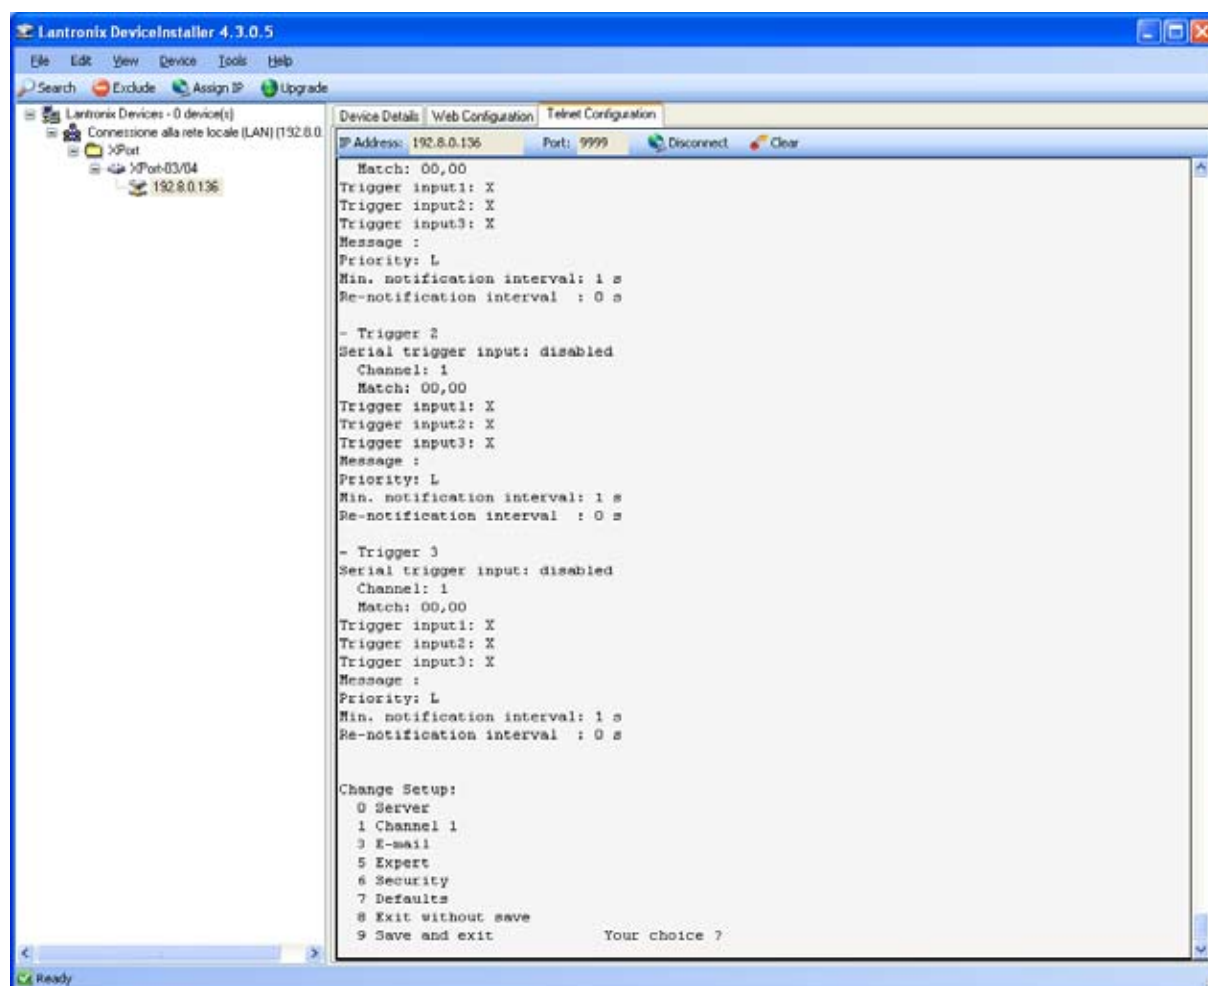 Lantronix DeviceInstaller 4.3.0.5
File Edit View Device Tools Help
Search Exclude Assign IP Upgrade
Lantronix Devices - 0 device(s)
Connessione alla rete locale (LAN) (192.8.0
XPort
XPort-03/04
192.8.0.136
Device Details Web Configuration Telnet Configuration
IP Address: 192.8.0.136 Port: 9999 Disconnect Clear
Match: 00,00
Trigger input1: X
Trigger input2: X
Trigger input3: X
Message :
Priority: L
Min. notification interval: 1 s
Re-notification interval : 0 s
- Trigger 2
Serial trigger input: disabled
Channel: 1
Match: 00,00
Trigger input1: X
Trigger input2: X
Trigger input3: X
Message :
Priority: L
Min. notification interval: 1 s
Re-notification interval : 0 s
- Trigger 3
Serial trigger input: disabled
Channel: 1
Match: 00,00
Trigger input1: X
Trigger input2: X
Trigger input3: X
Message :
Priority: L
Min. notification interval: 1 s
Re-notification interval : 0 s
Change Setup:
0 Server
1 Channel 1
3 E-mail
5 Expert
6 Security
7 Defaults
8 Exit without save
9 Save and exit Your choice ?
Ready